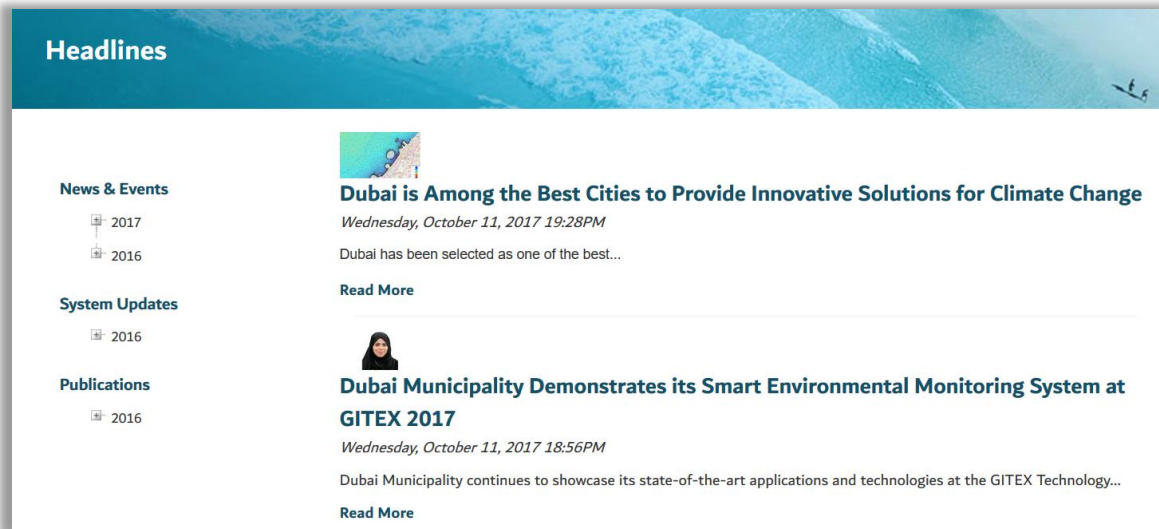 Headlines
News & Events
2017
2016
System Updates
2016
Publications
2016
Dubai is Among the Best Cities to Provide Innovative Solutions for Climate Change
Wednesday, October 11, 2017 19:28PM
Dubai has been selected as one of the best...
Read More
Dubai Municipality Demonstrates its Smart Environmental Monitoring System at
GITEX 2017
Wednesday, October 11, 2017 18:56PM
Dubai Municipality continues to showcase its state-of-the-art applications and technologies at the GITEX Technology...
Read More